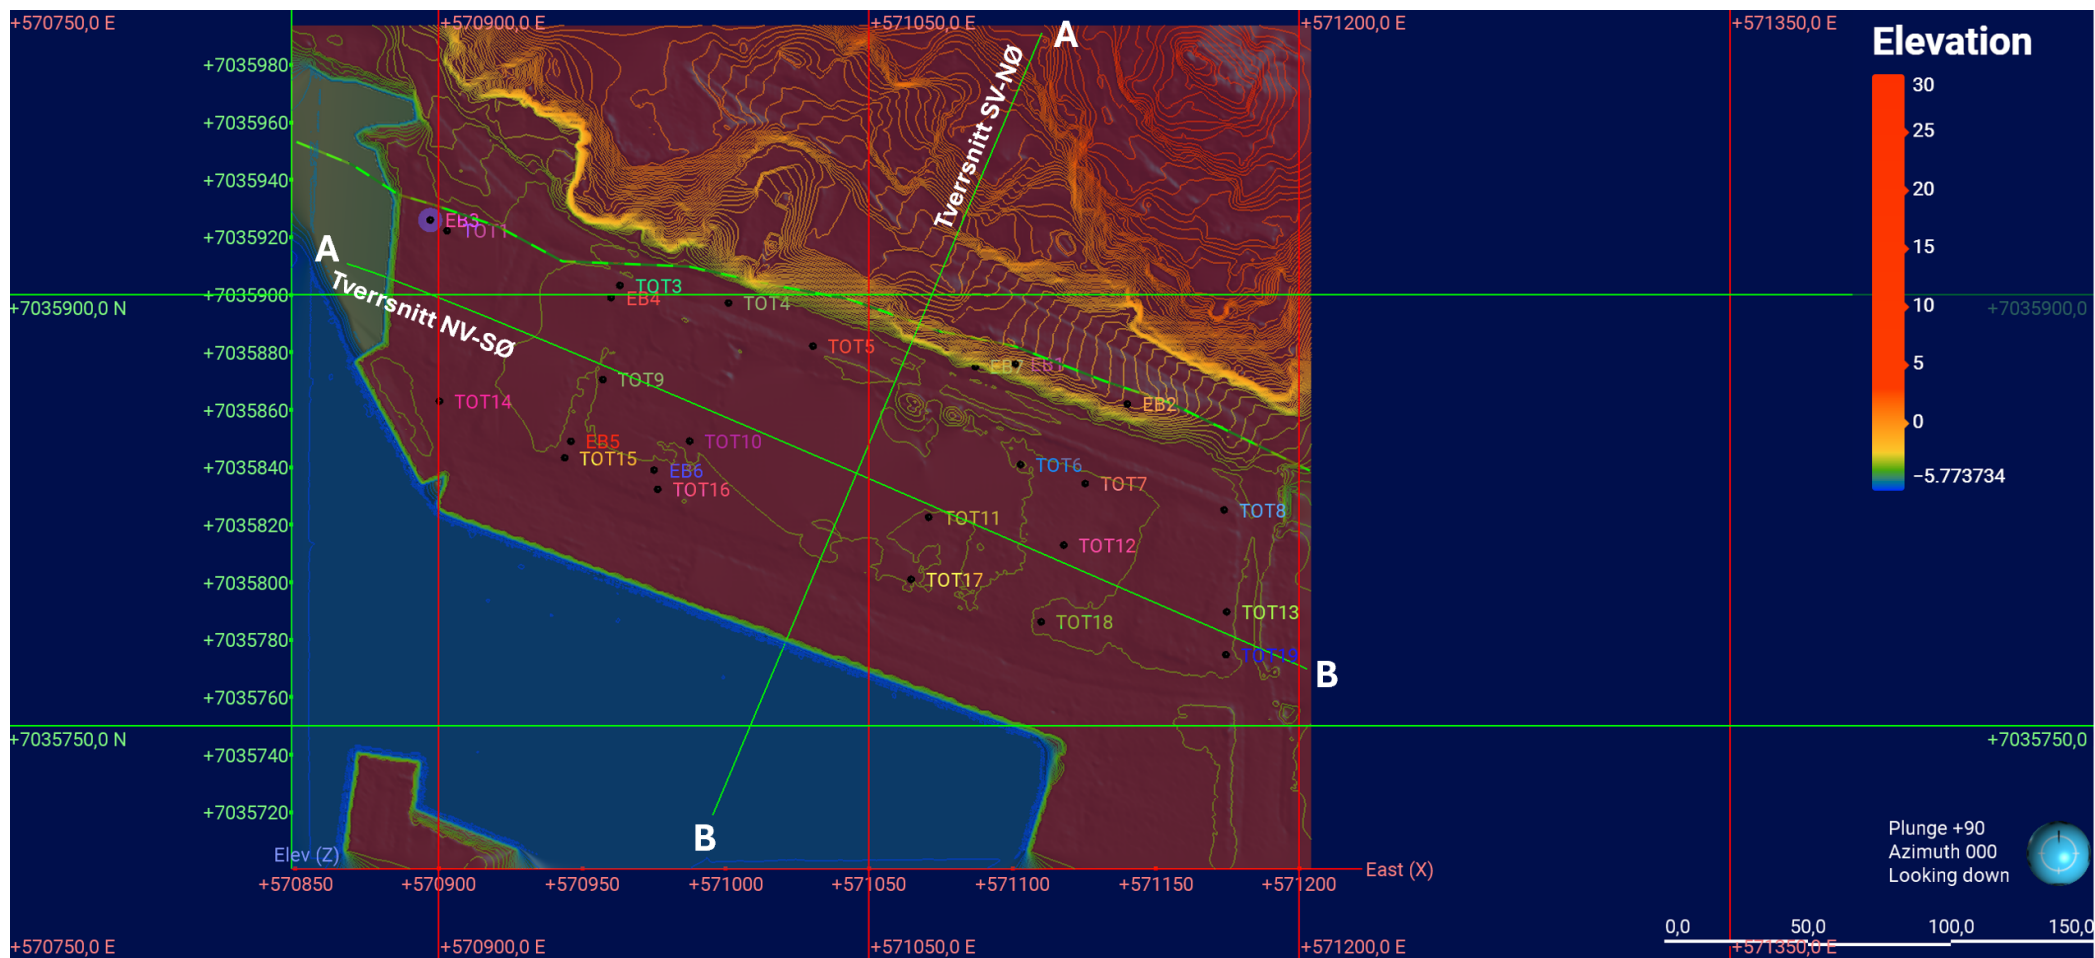 +570750,0 E
+570900,0 E
+571050,0 E
+571200,0 E
+571350,0 E
A
Elevation
+7035980
+7035960
+7035940
+7035920
+7035900
+7035880
+7035860
+7035840
+7035820
+7035800
+7035780
+7035760
+7035740
+7035720
+7035900,0 N
+7035750,0 N
+7035900,0
+7035750,0
Tverrsnitt SV-NØ
A
Tverrsnitt NV-SØ
EB3
TOT1
TOT3
EB4
TOT4
TOT5
EB7
EB1
EB2
TOT9
TOT14
EB5
TOT15
TOT10
EB6
TOT16
TOT6
TOT7
TOT8
TOT11
TOT12
TOT17
TOT13
TOT18
TOT19
B
B
30
25
20
15
10
5
0
−5.773734
Elev (Z)
East (X)
+570850
+570900
+570950
+571000
+571050
+571100
+571150
+571200
Plunge +90
Azimuth 000
Looking down
0,0
50,0
100,0
150,0
+570750,0 E
+570900,0 E
+571050,0 E
+571200,0 E
+571350,0 E